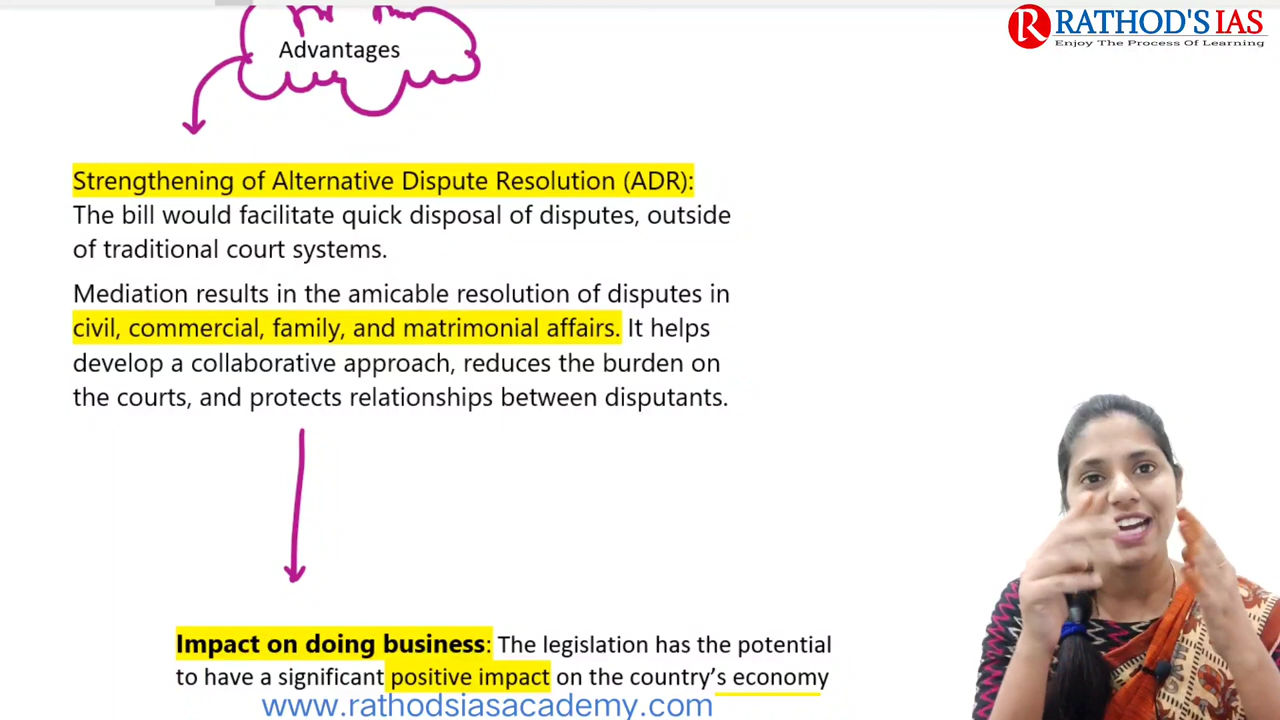 RATHOD'S IAS
Enjoy The Process Of Learning
Advantages
Strengthening of Alternative Dispute Resolution (ADR):
The bill would facilitate quick disposal of disputes, outside
of traditional court systems.
Mediation results in the amicable resolution of disputes in
civil, commercial, family, and matrimonial affairs. It helps
develop a collaborative approach, reduces the burden on
the courts, and protects relationships between disputants.
Impact on doing business: The legislation has the potential
to have a significant positive impact on the country's economy
www.rathodsiasacademy.com